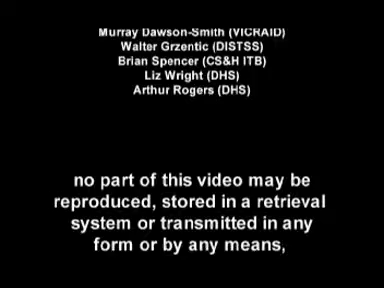 Murray Dawson-Smith (VICRAID)
Walter Grzentic (DISTSS)
Brian Spencer (CS&H ITB)
Liz Wright (DHS)
Arthur Rogers (DHS)
no part of this video may be
reproduced, stored in a retrieval
system or transmitted in any
form or by any means,